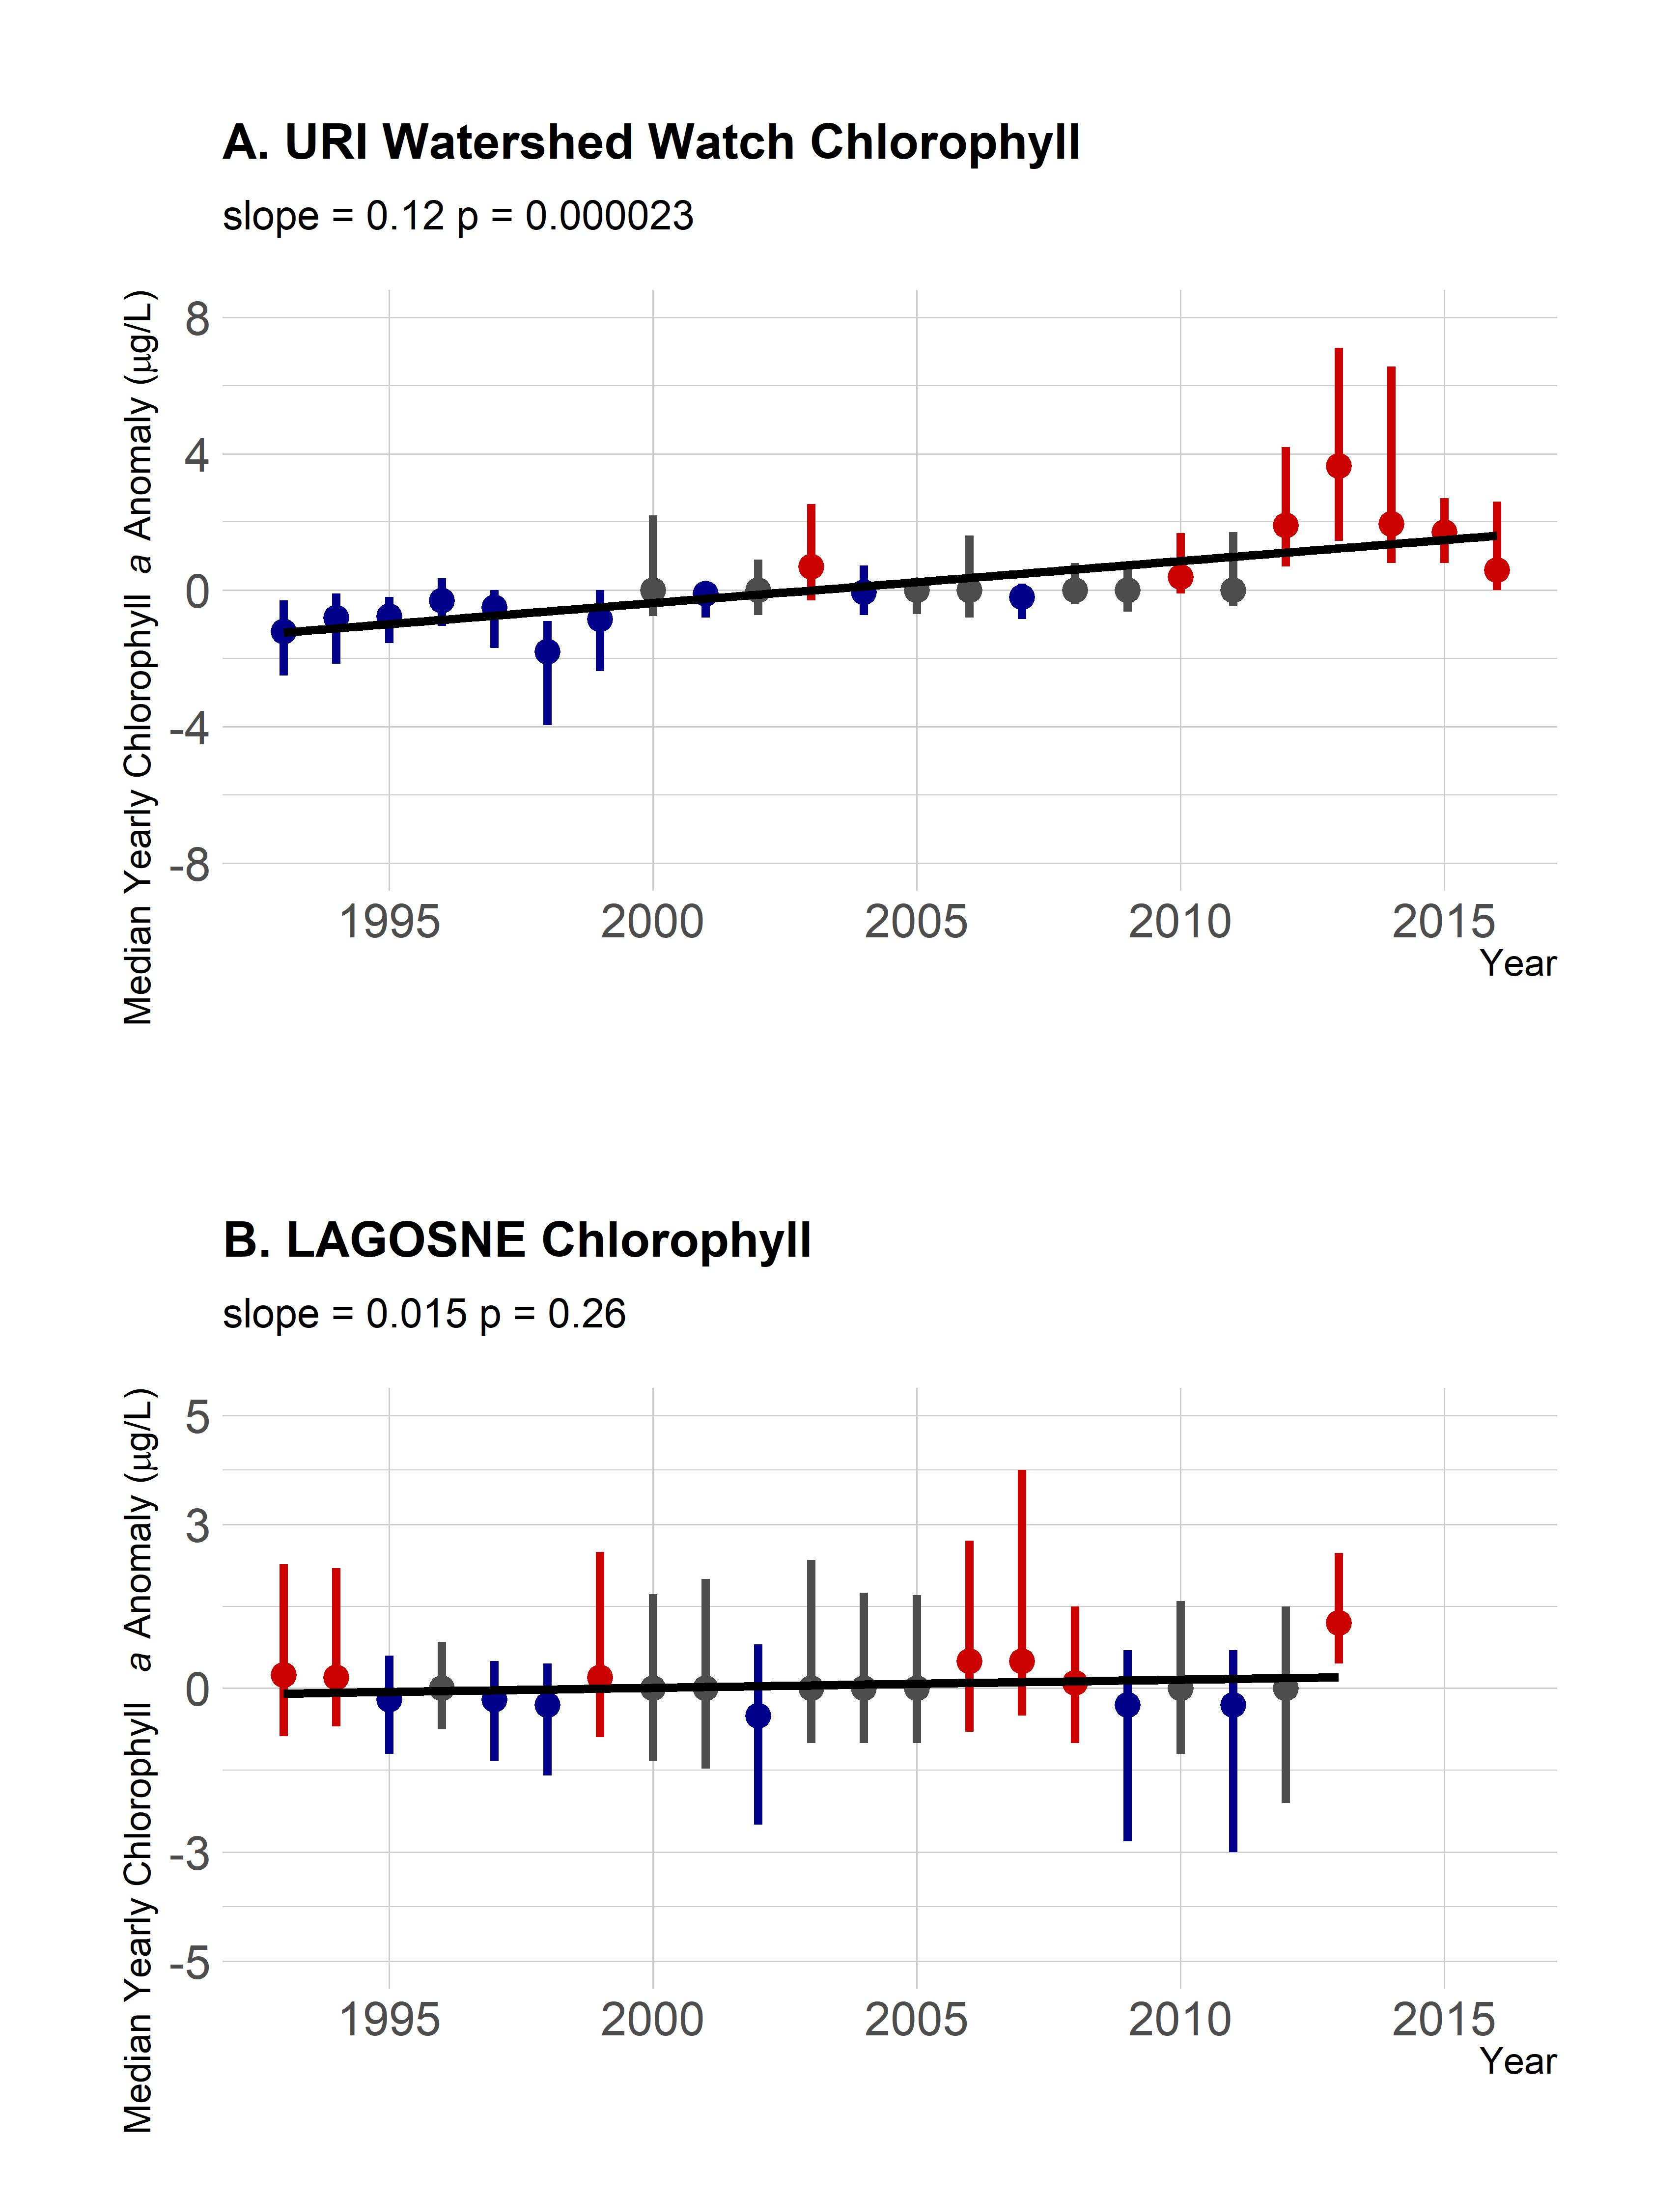 A. URI Watershed Watch Chlorophyll
slope = 0.12 p = 0.000023
Median Yearly Chlorophyll a Anomaly (μg/L)
8
4
0
-4
-8
1995 2000 2005 2010 2015
Year
B. LAGOSNE Chlorophyll
slope = 0.015 p = 0.26
Median Yearly Chlorophyll a Anomaly (μg/L)
5
3
0
-3
-5
1995 2000 2005 2010 2015
Year